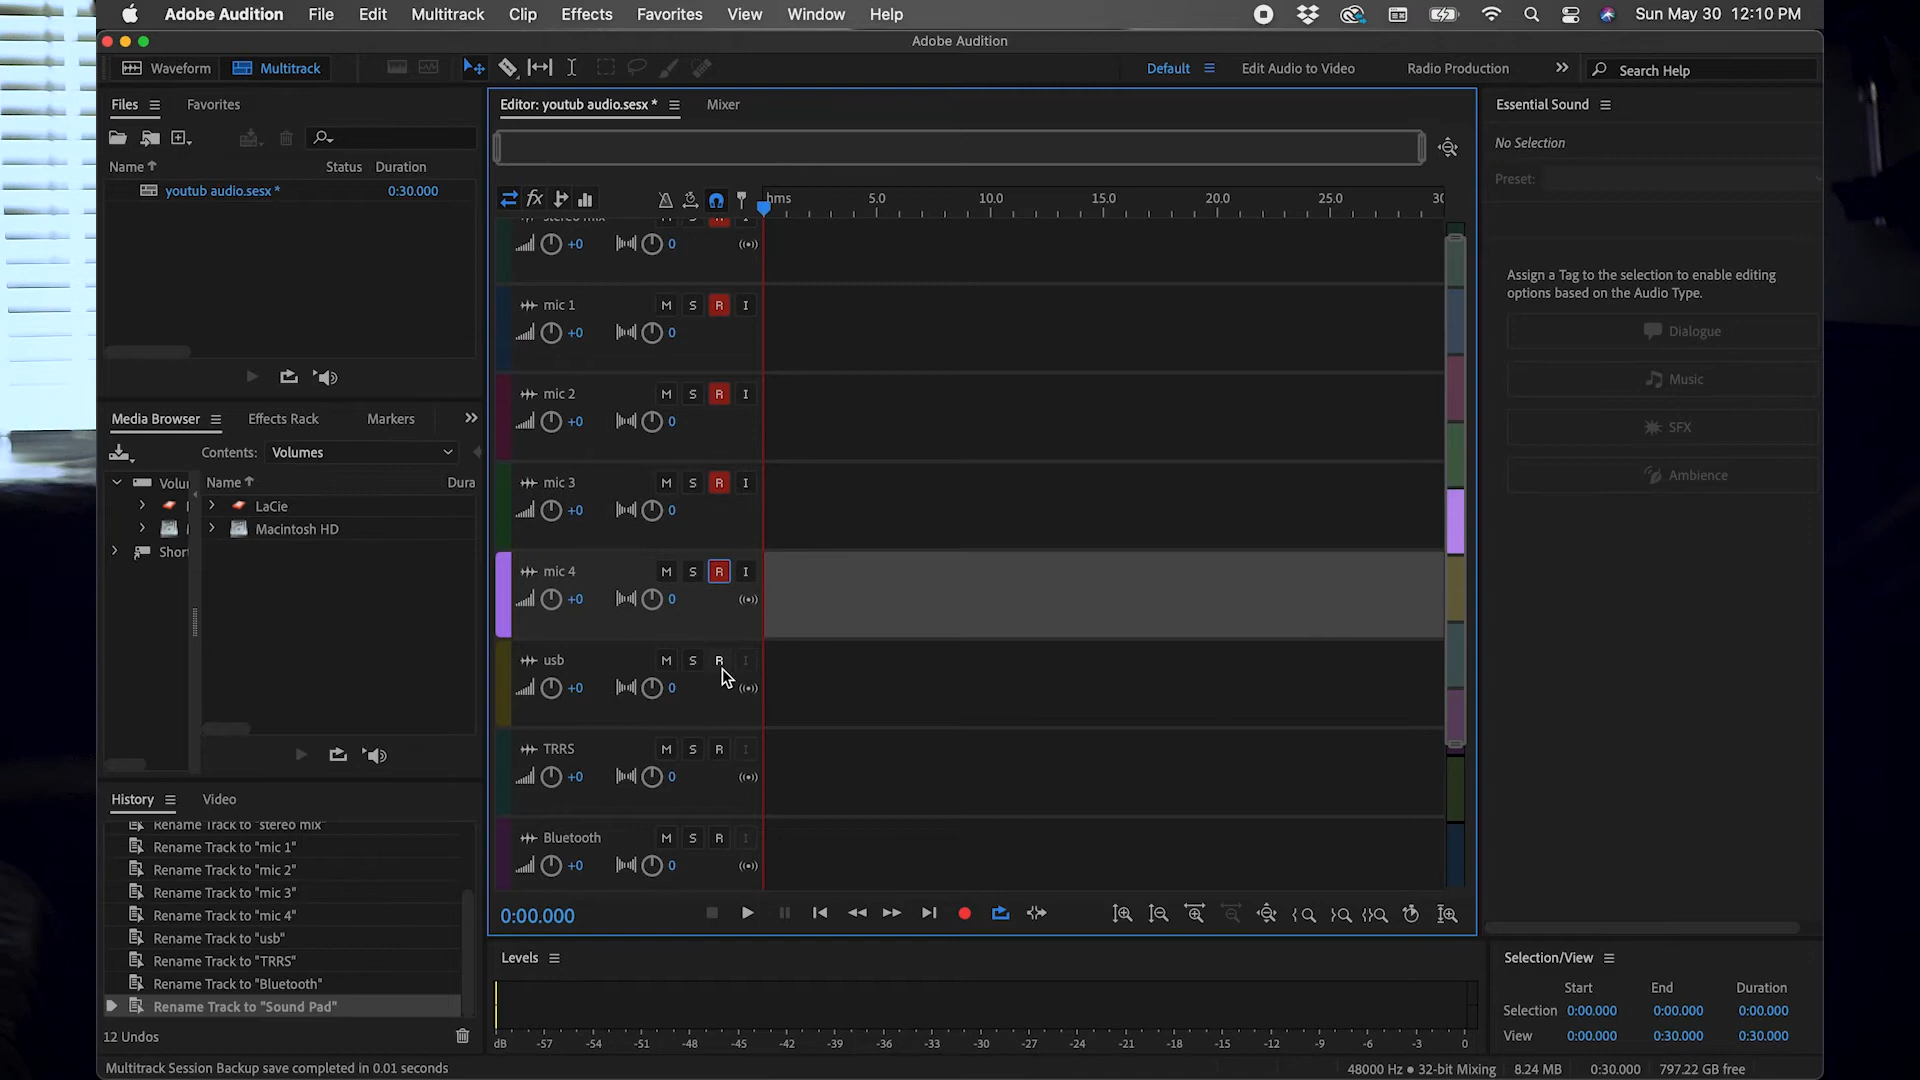 Adobe Audition File Edit Multitrack Clip Effects Favorites View Window Help Sun May 30 12:10 PM
Adobe Audition
Waveform Multitrack Default Edit Audio to Video Radio Production Search Help
Files Favorites
Name Status Duration
youtub audio.sesx * 0:30.000
Media Browser Effects Rack Markers
Contents: Volumes
Volu Name Dura
LaCie
Macintosh HD
Shor
History Video
Rename Track to "stereo mix"
Rename Track to "mic 1"
Rename Track to "mic 2"
Rename Track to "mic 3"
Rename Track to "mic 4"
Rename Track to "usb"
Rename Track to "TRRS"
Rename Track to "Bluetooth"
Rename Track to "Sound Pad"
12 Undos
Multitrack Session Backup save completed in 0.01 seconds
Editor: youtub audio.sesx * Mixer
fx hms 5.0 10.0 15.0 20.0 25.0 30
stereo mix
+0 0
mic 1 M S R I
+0 0
mic 2 M S R I
+0 0
mic 3 M S R I
+0 0
mic 4 M S R I
+0 0
usb M S R I
+0 0
TRRS M S R I
+0 0
Bluetooth M S R I
+0 0
0:00.000
Levels
dB -57 -54 -51 -48 -45 -42 -39 -36 -33 -30 -27 -24 -21 -18 -15 -12 -9 -6 -3 0
Essential Sound
No Selection
Preset:
Assign a Tag to the selection to enable editing
options based on the Audio Type.
Dialogue
Music
SFX
Ambience
Selection/View
Start End Duration
Selection 0:00.000 0:00.000 0:00.000
View 0:00.000 0:30.000 0:30.000
48000 Hz • 32-bit Mixing 8.24 MB 0:30.000 797.22 GB free